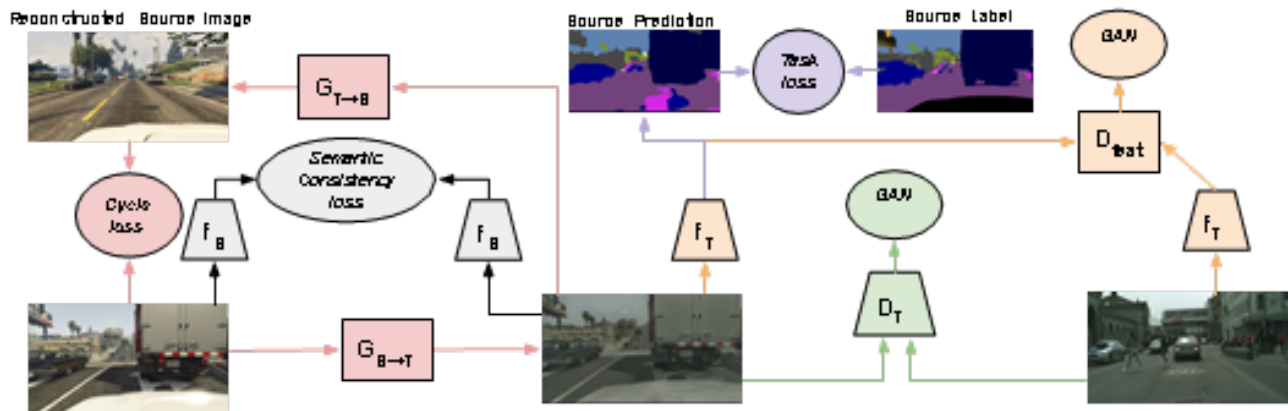 Reconstructed Source Image
Source Prediction
Source Label
GAN
Task
loss
G T→S
D feat
Semantic
Consistency
loss
Cycle
loss
F S
F S
F T
GAN
F T
D T
G S→T